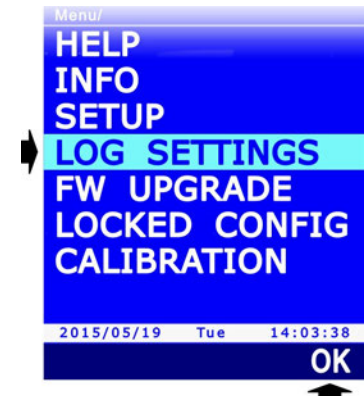 Menu/
HELP
INFO
SETUP
LOG SETTINGS
FW UPGRADE
LOCKED CONFIG
CALIBRATION
2015/05/19 Tue 14:03:38
OK